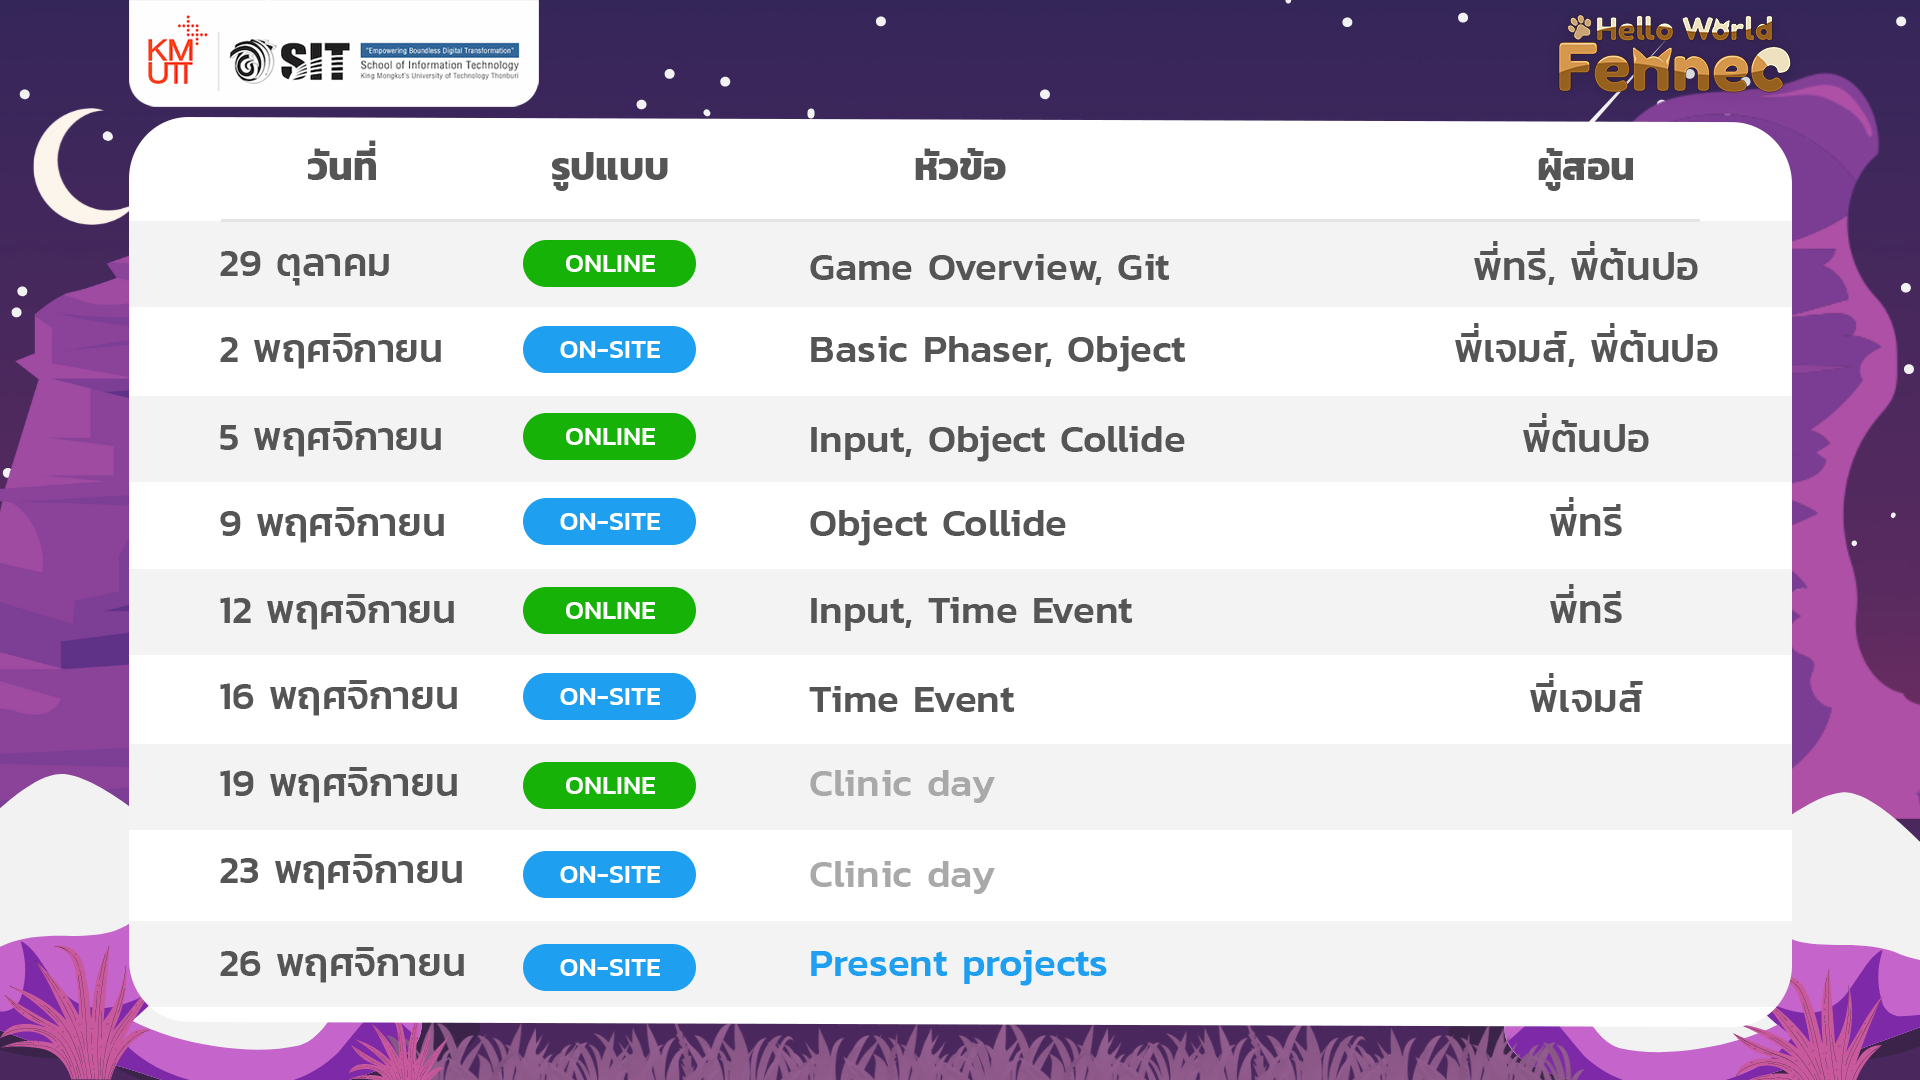 KM
UTT
SIT
"Empowering Boundless Digital Transformation"
School of Information Technology
King Mongkut's University of Technology Thonburi
Hello World
Fennec
วันที่ รูปแบบ หัวข้อ ผู้สอน
29 ตุลาคม ONLINE Game Overview, Git พี่ทรี, พี่ต้นปอ
2 พฤศจิกายน ON-SITE Basic Phaser, Object พี่เจมส์, พี่ต้นปอ
5 พฤศจิกายน ONLINE Input, Object Collide พี่ต้นปอ
9 พฤศจิกายน ON-SITE Object Collide พี่ทรี
12 พฤศจิกายน ONLINE Input, Time Event พี่ทรี
16 พฤศจิกายน ON-SITE Time Event พี่เจมส์
19 พฤศจิกายน ONLINE Clinic day
23 พฤศจิกายน ON-SITE Clinic day
26 พฤศจิกายน ON-SITE Present projects